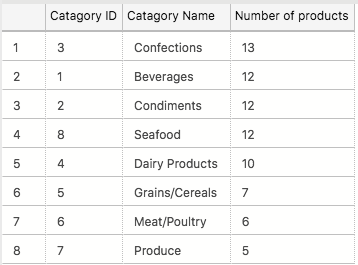 Catagory ID Catagory Name Number of products
1 3 Confections 13
2 1 Beverages 12
3 2 Condiments 12
4 8 Seafood 12
5 4 Dairy Products 10
6 5 Grains/Cereals 7
7 6 Meat/Poultry 6
8 7 Produce 5